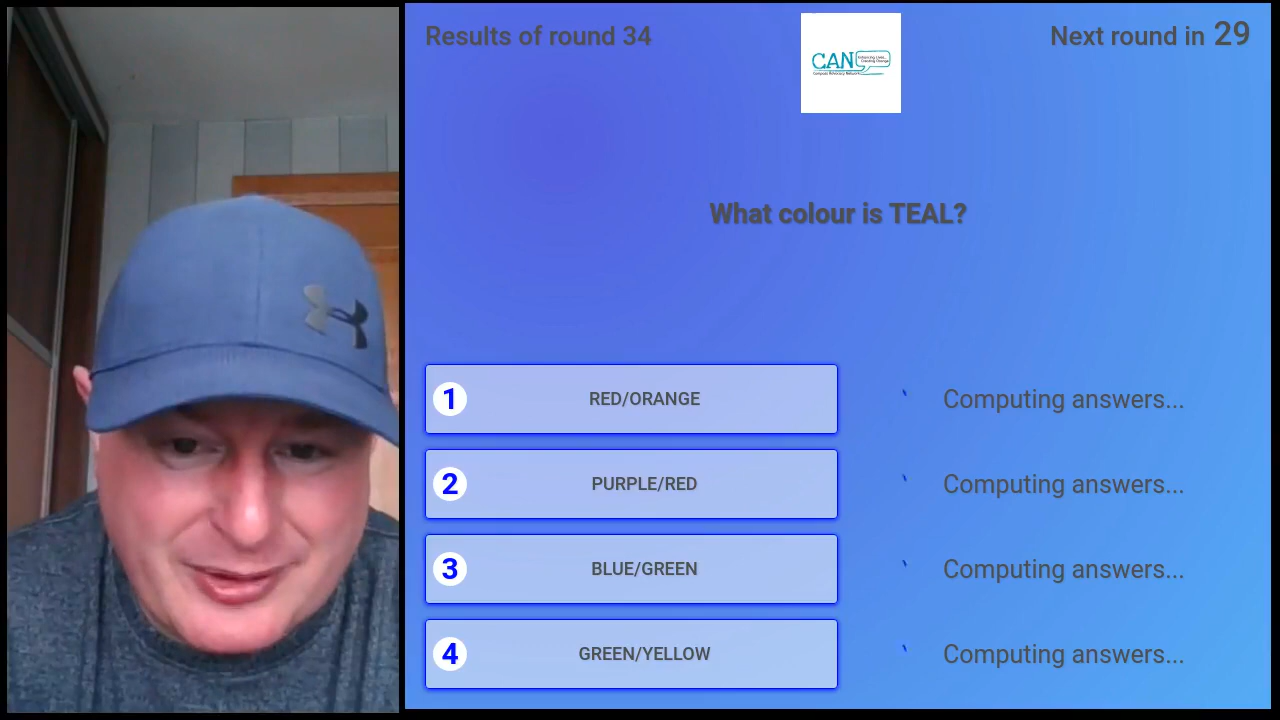 Results of round 34
CAN
Next round in 29
What colour is TEAL?
1 RED/ORANGE
Computing answers...
2 PURPLE/RED
Computing answers...
3 BLUE/GREEN
Computing answers...
4 GREEN/YELLOW
Computing answers...